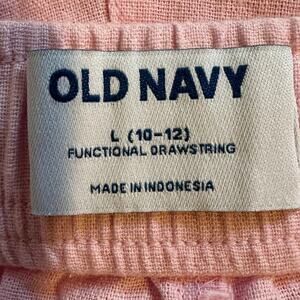 OLD NAVY
L (10-12)
FUNCTIONAL DRAWSTRING
MADE IN INDONESIA